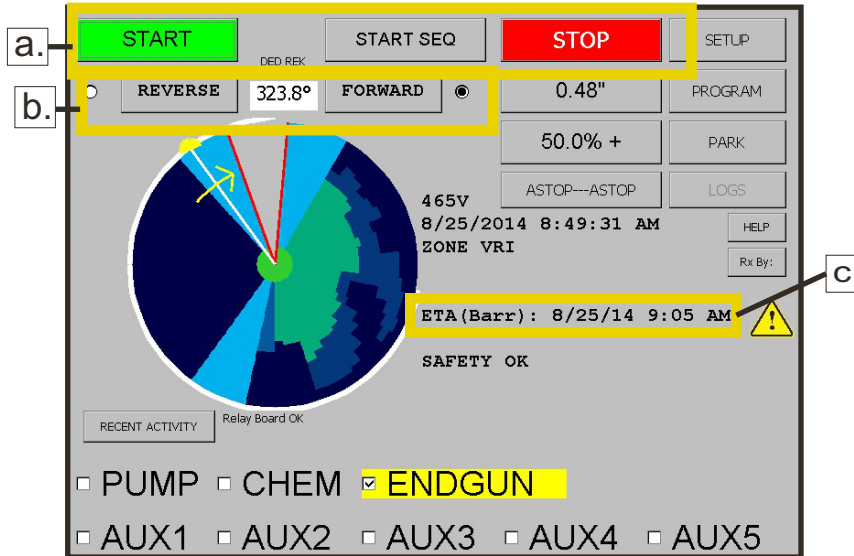 a.
START
START SEQ
STOP
SETUP
DED REK
b.
REVERSE
323.8°
FORWARD
0.48"
PROGRAM
50.0% +
PARK
465V
ASTOP---ASTOP
LOGS
8/25/2014 8:49:31 AM
HELP
ZONE VRI
Rx By:
c
ETA(Barr): 8/25/14 9:05 AM
SAFETY OK
RECENT ACTIVITY
Relay Board OK
PUMP CHEM ENDGUN
AUX1 AUX2 AUX3 AUX4 AUX5